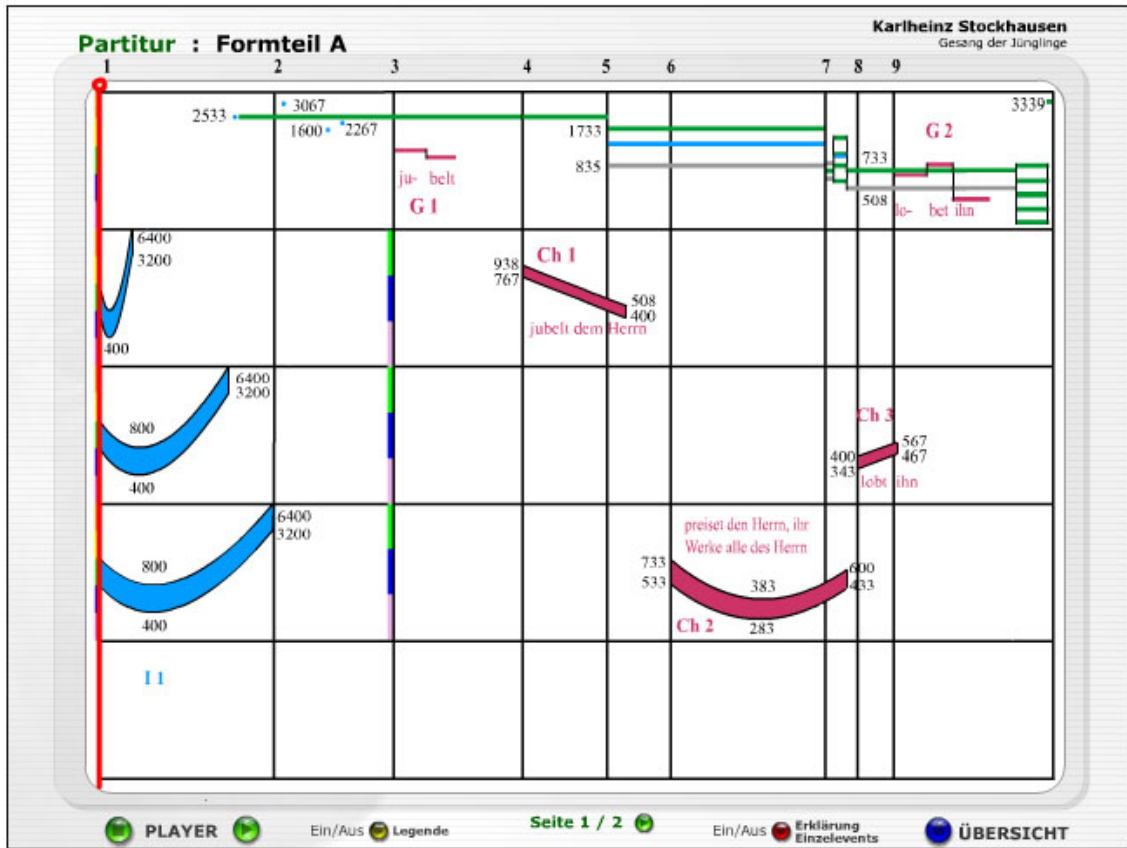 Karlheinz Stockhausen
Gesang der Jünglinge
Partitur : Formteil A
1 2 3 4 5 6 7 8 9
3067
3339
2533
1600
2267
1733
G 2
835
733
ju- belt
508
lo- bet ihn
G 1
6400
3200
400
Ch 1
938
767
508
400
jubelt dem Herrn
6400
3200
800
400
Ch 3
567
467
400
343
lobt ihn
6400
3200
800
400
preiset den Herrn, ihr
Werke alle des Herrn
733
533
383
600
433
Ch 2
283
I 1
PLAYER
Ein/Aus Legende
Seite 1 / 2
Ein/Aus Erklärung
Einzelevents
ÜBERSICHT